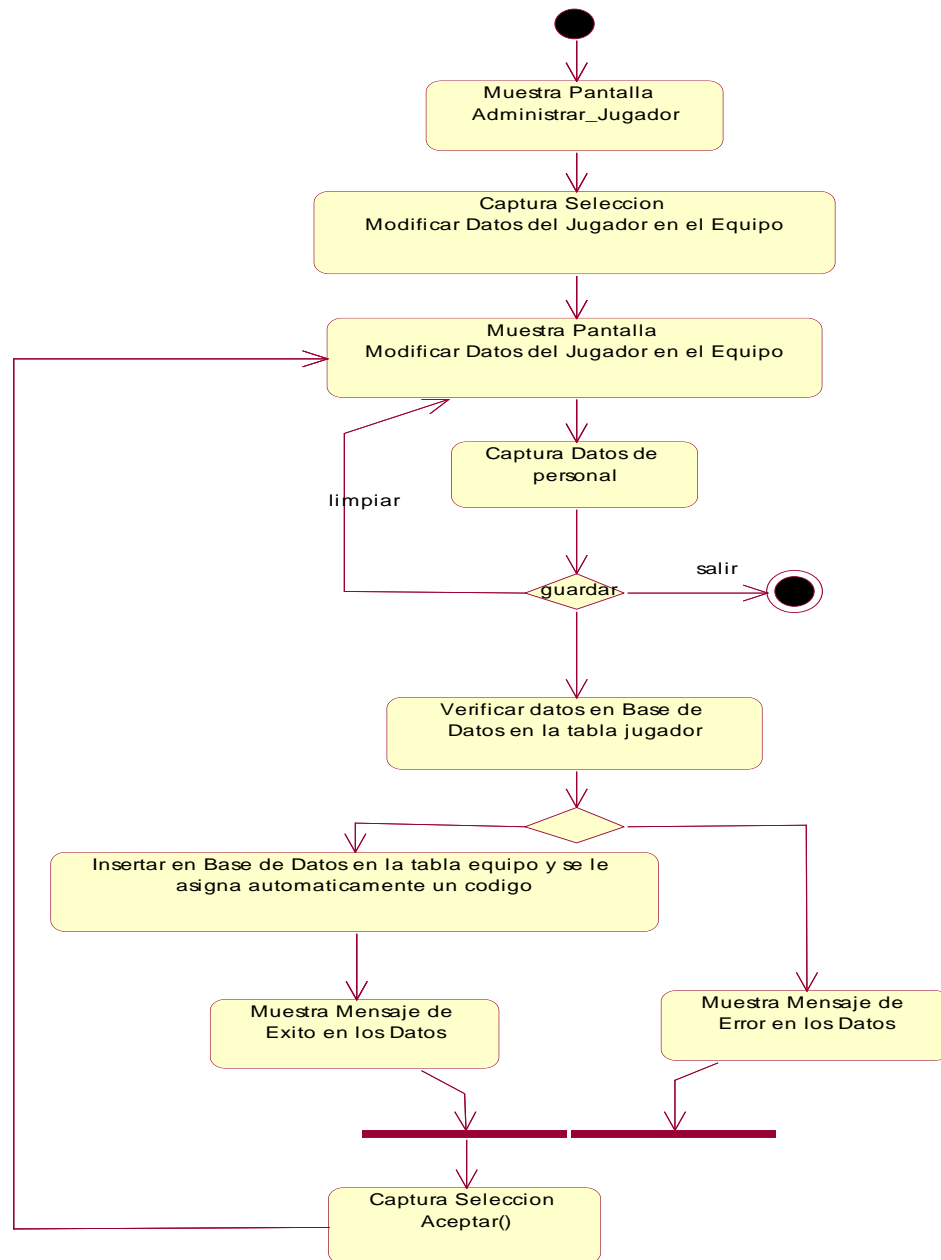 Muestra Pantalla
Administrar_Jugador
Captura Seleccion
Modificar Datos del Jugador en el Equipo
Muestra Pantalla
Modificar Datos del Jugador en el Equipo
Captura Datos de
personal
limpiar
guardar
salir
Verificar datos en Base de
Datos en la tabla jugador
Insertar en Base de Datos en la tabla equipo y se le
asigna automaticamente un codigo
Muestra Mensaje de
Exito en los Datos
Muestra Mensaje de
Error en los Datos
Captura Seleccion
Aceptar()